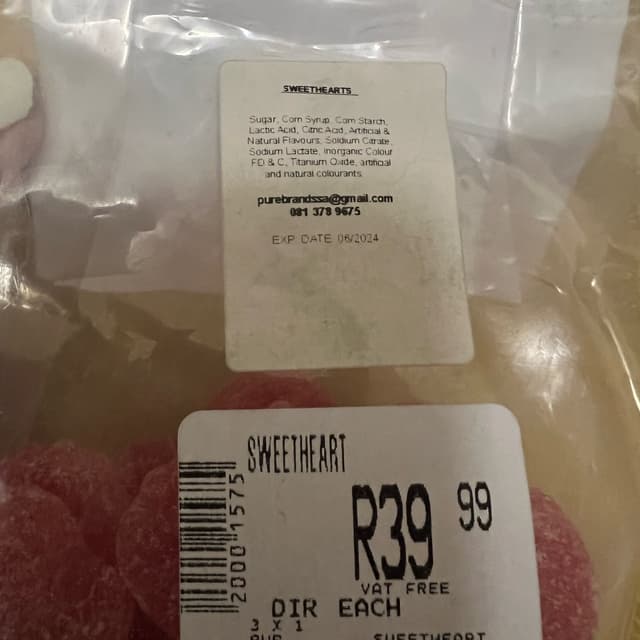 SWEETHEARTS
Sugar, Corn Syrup, Corn Starch,
Lactic Acid, Citric Acid, Artificial &
Natural Flavours, Soldium Citrate,
Sodium Lactate, Inorganic Colour
FD & C, Titanium Oxide, artificial
and natural colourants.
purebrandssa@gmail.com
081 378 9675
EXP. DATE 06/2024
SWEETHEART
R39 99
VAT FREE
DIR EACH
3 X 1
SWEETHEART
20001575